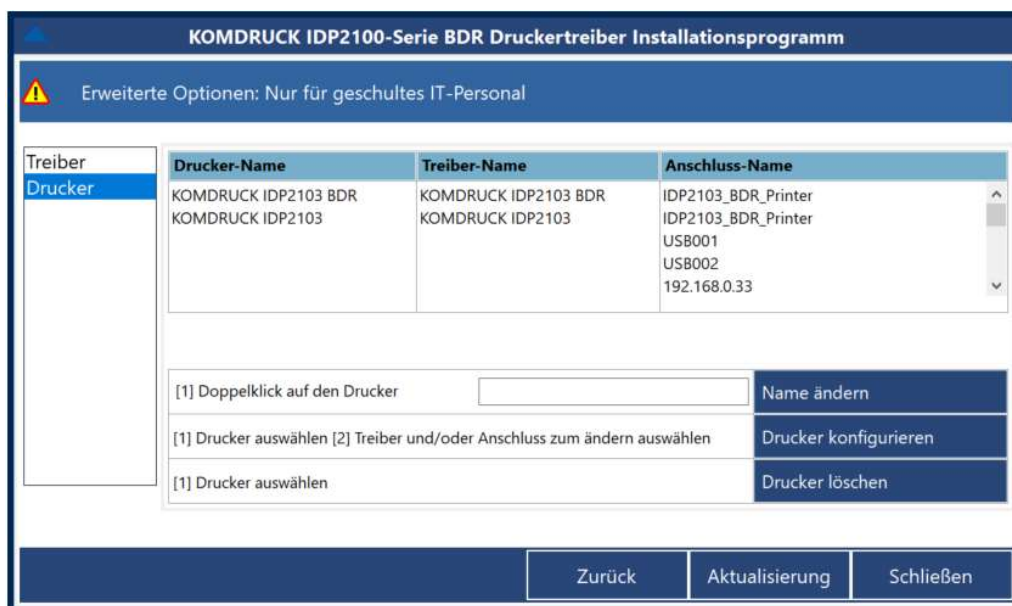 KOMDRUCK IDP2100-Serie BDR Druckertreiber Installationsprogramm
Erweiterte Optionen: Nur für geschultes IT-Personal
Treiber
Drucker
Drucker-Name
KOMDRUCK IDP2103 BDR
KOMDRUCK IDP2103
Treiber-Name
KOMDRUCK IDP2103 BDR
KOMDRUCK IDP2103
Anschluss-Name
IDP2103_BDR_Printer
IDP2103_BDR_Printer
USB001
USB002
192.168.0.33
[1] Doppelklick auf den Drucker
Name ändern
[1] Drucker auswählen [2] Treiber und/oder Anschluss zum ändern auswählen
Drucker konfigurieren
[1] Drucker auswählen
Drucker löschen
Zurück
Aktualisierung
Schließen